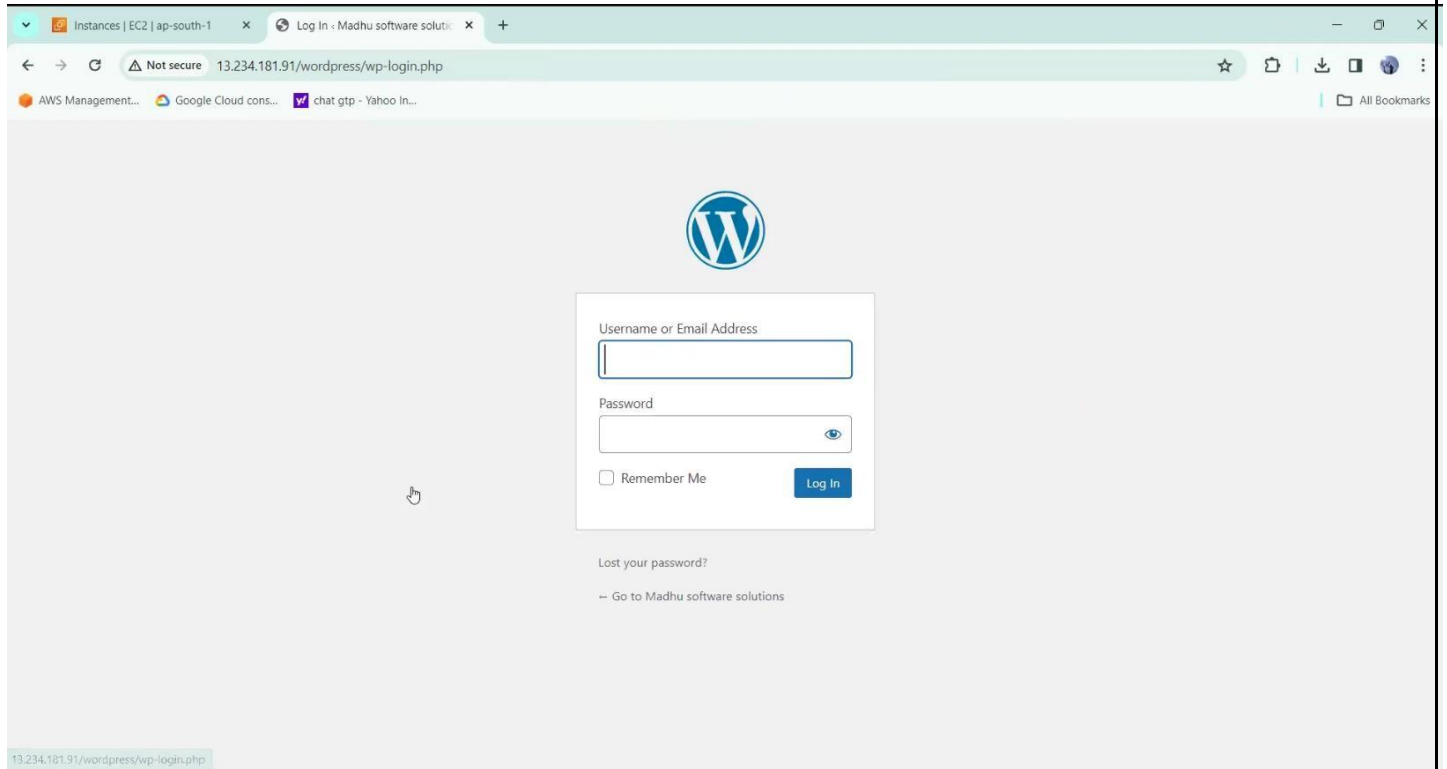 Instances | EC2 | ap-south-1
Log In ‹ Madhu software soluti
Not secure 13.234.181.91/wordpress/wp-login.php
AWS Management... Google Cloud cons... y! chat gtp - Yahoo In... All Bookmarks
W
Username or Email Address
Password
Remember Me Log In
Lost your password?
← Go to Madhu software solutions
13.234.181.91/wordpress/wp-login.php